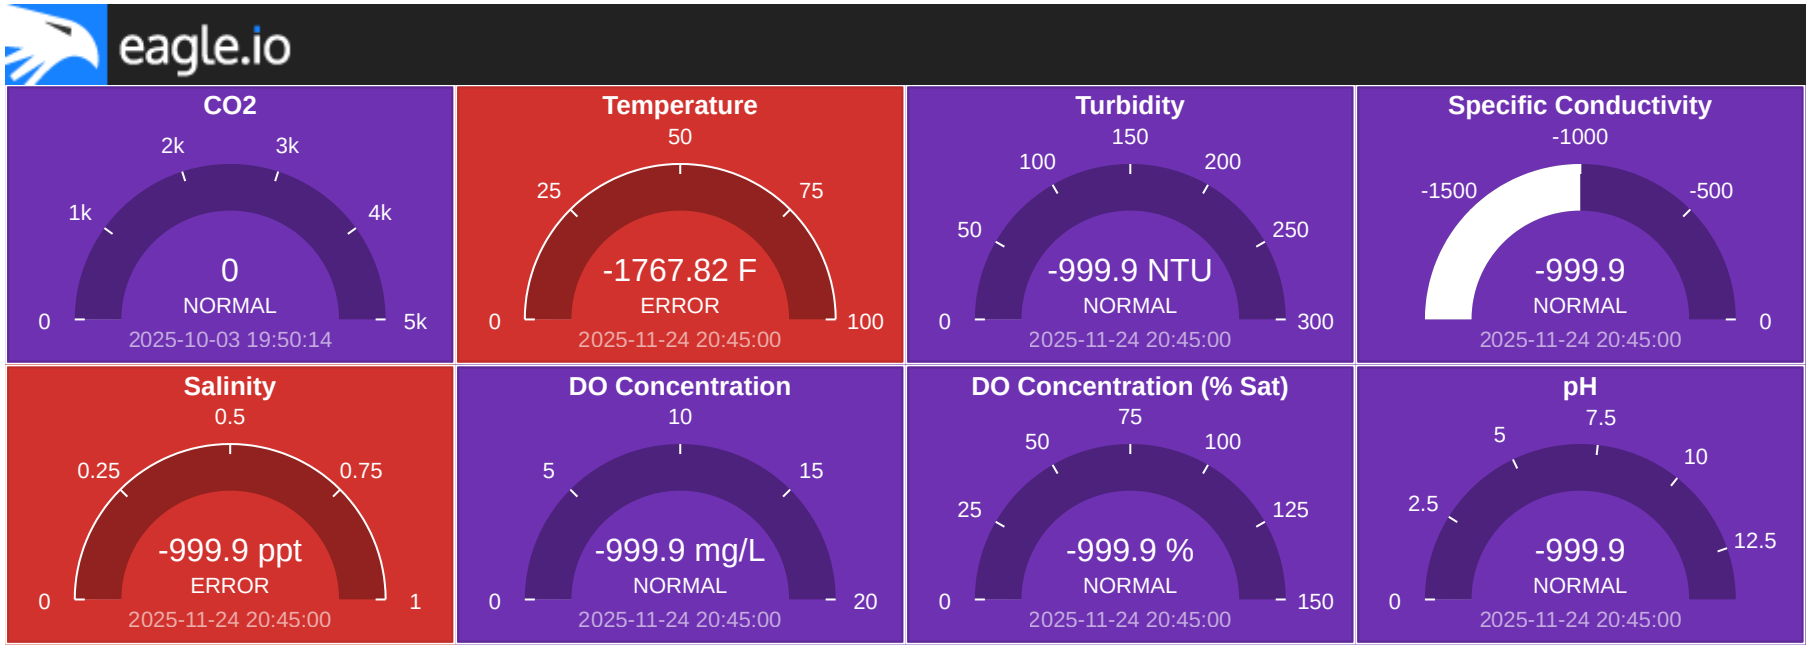 eagle.io
CO2
0
1k
2k
3k
4k
5k
0
NORMAL
2025-10-03 19:50:14
Temperature
0
25
50
75
100
-1767.82 F
ERROR
2025-11-24 20:45:00
Turbidity
0
50
100
150
200
250
300
-999.9 NTU
NORMAL
2025-11-24 20:45:00
Specific Conductivity
-1500
-1000
-500
0
-999.9
NORMAL
2025-11-24 20:45:00
Salinity
0
0.25
0.5
0.75
1
-999.9 ppt
ERROR
2025-11-24 20:45:00
DO Concentration
0
5
10
15
20
-999.9 mg/L
NORMAL
2025-11-24 20:45:00
DO Concentration (% Sat)
0
25
50
75
100
125
150
-999.9 %
NORMAL
2025-11-24 20:45:00
pH
0
2.5
5
7.5
10
12.5
-999.9
NORMAL
2025-11-24 20:45:00